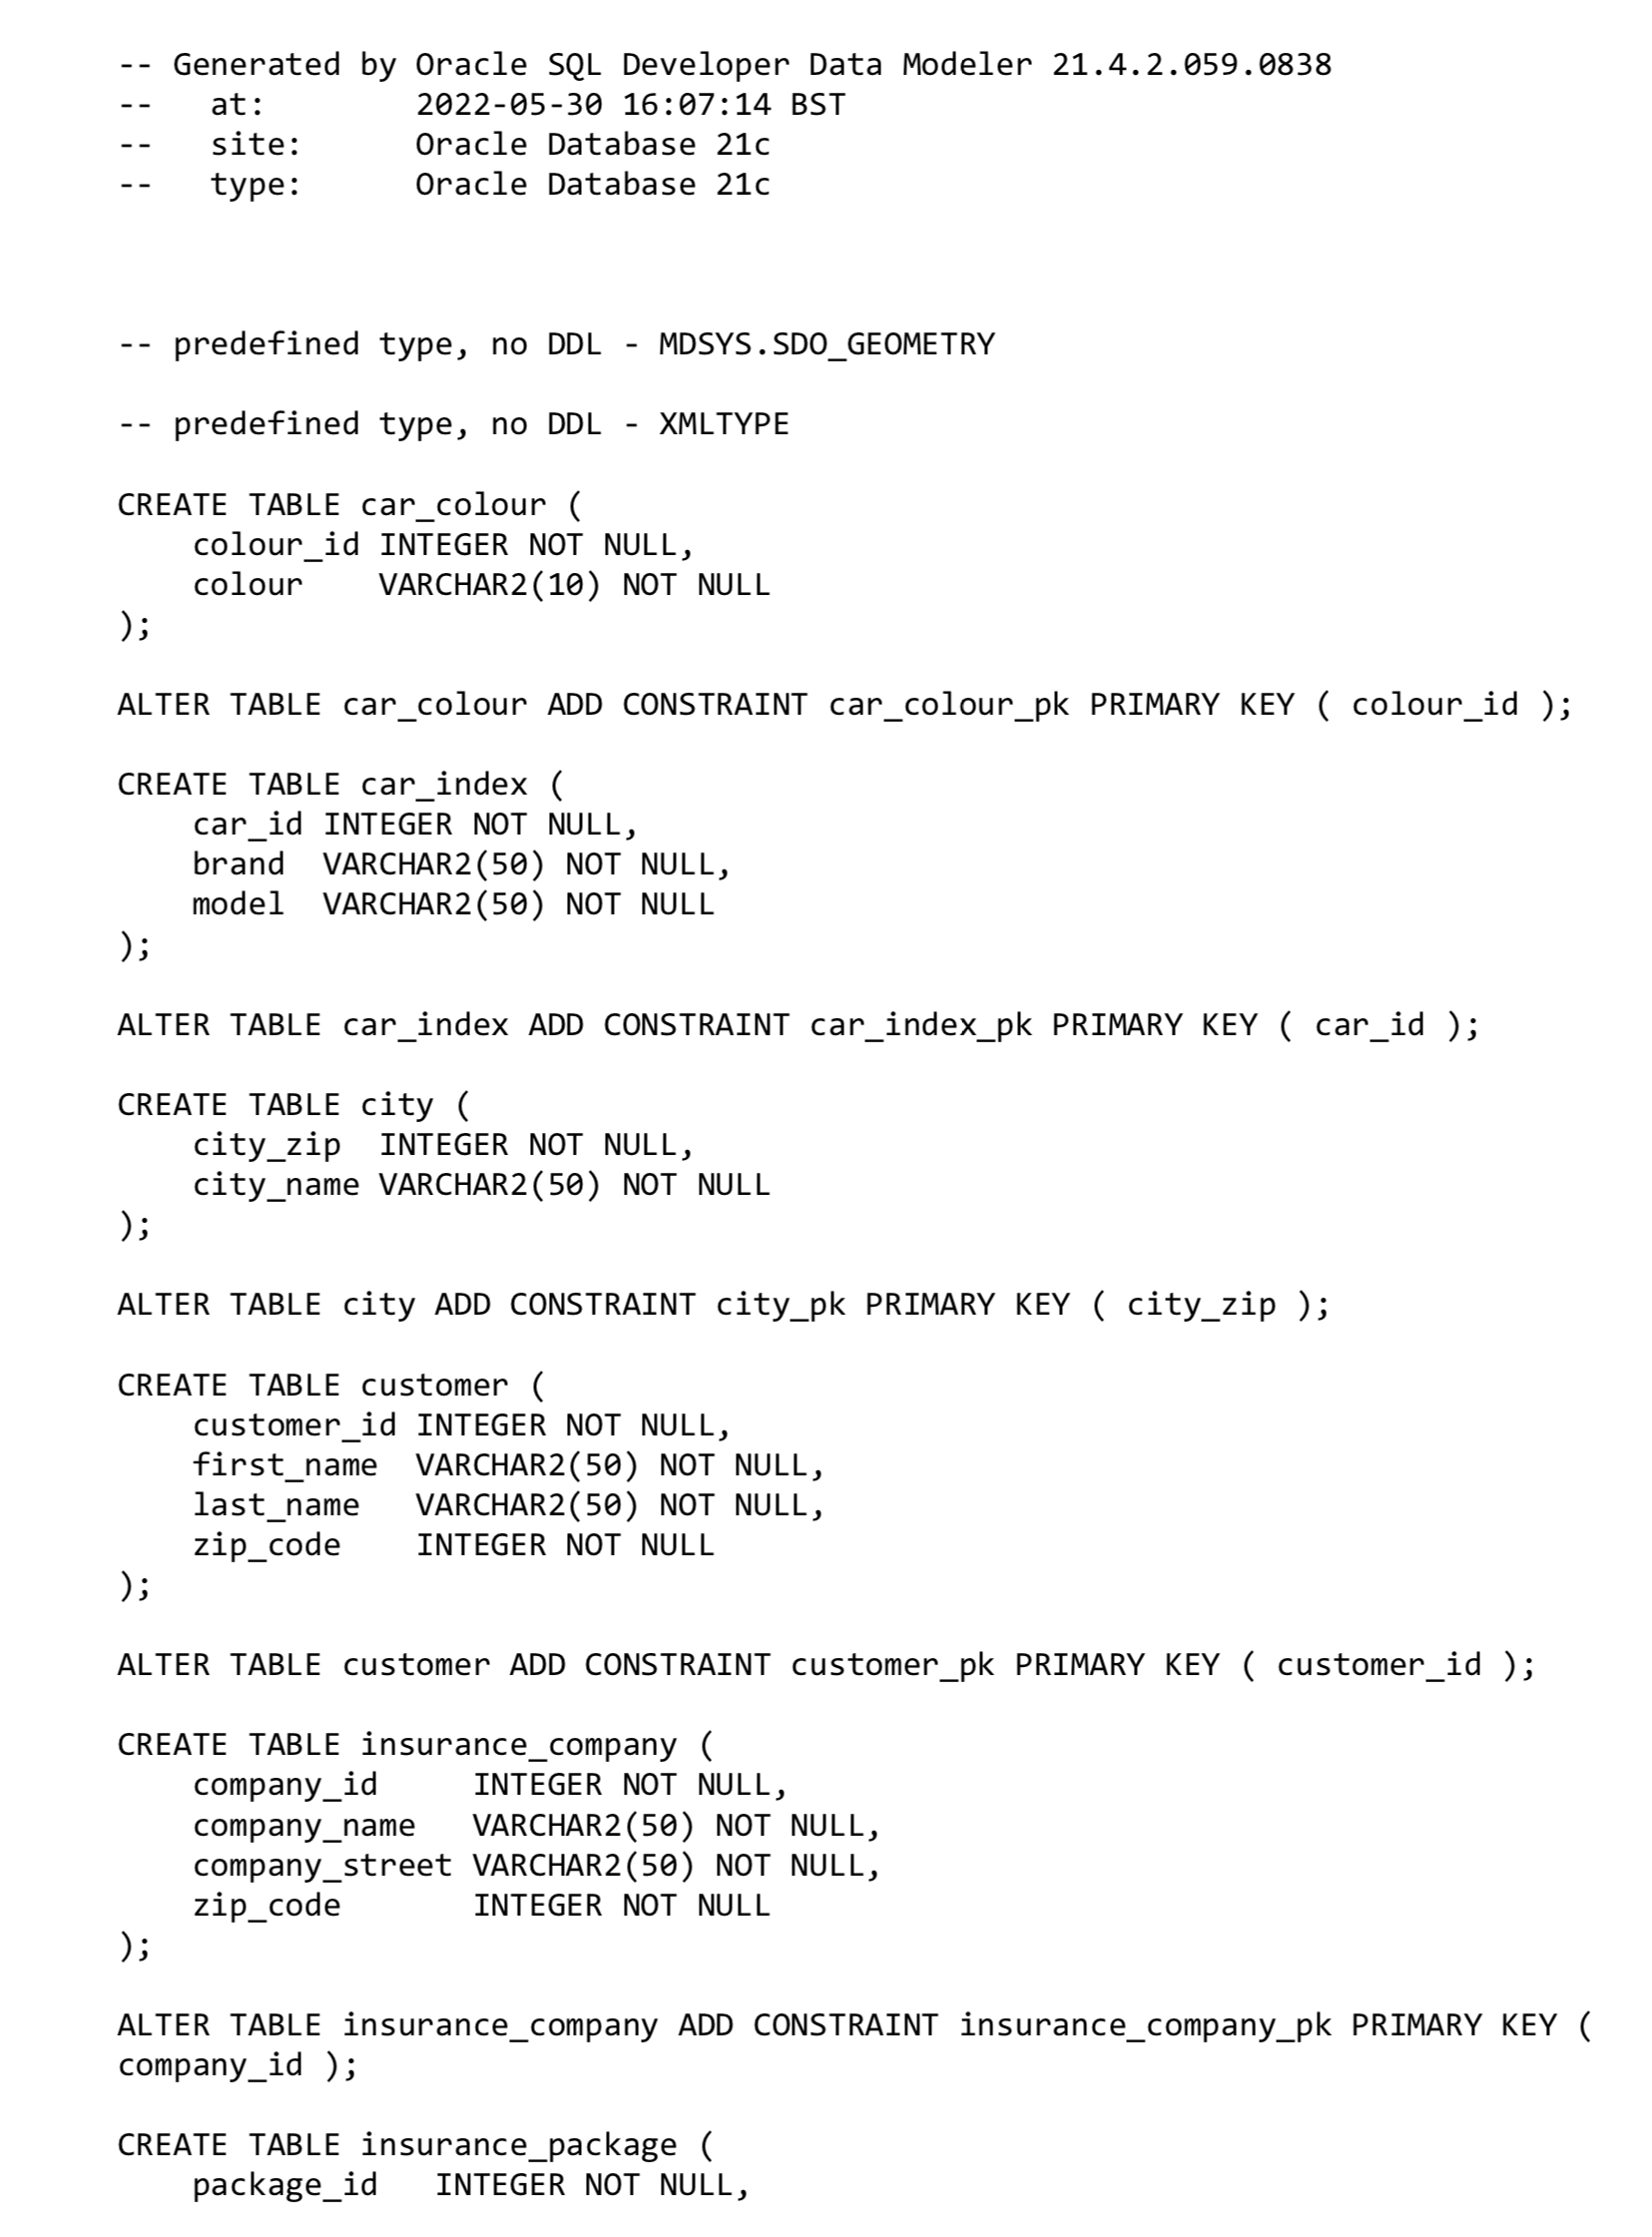 -- Generated by Oracle SQL Developer Data Modeler 21.4.2.059.0838
--   at:        2022-05-30 16:07:14 BST
--   site:      Oracle Database 21c
--   type:      Oracle Database 21c
-- predefined type, no DDL - MDSYS.SDO_GEOMETRY
-- predefined type, no DDL - XMLTYPE
CREATE TABLE car_colour (
    colour_id INTEGER NOT NULL,
    colour    VARCHAR2(10) NOT NULL
);
ALTER TABLE car_colour ADD CONSTRAINT car_colour_pk PRIMARY KEY ( colour_id );
CREATE TABLE car_index (
    car_id INTEGER NOT NULL,
    brand  VARCHAR2(50) NOT NULL,
    model  VARCHAR2(50) NOT NULL
);
ALTER TABLE car_index ADD CONSTRAINT car_index_pk PRIMARY KEY ( car_id );
CREATE TABLE city (
    city_zip  INTEGER NOT NULL,
    city_name VARCHAR2(50) NOT NULL
);
ALTER TABLE city ADD CONSTRAINT city_pk PRIMARY KEY ( city_zip );
CREATE TABLE customer (
    customer_id INTEGER NOT NULL,
    first_name  VARCHAR2(50) NOT NULL,
    last_name   VARCHAR2(50) NOT NULL,
    zip_code    INTEGER NOT NULL
);
ALTER TABLE customer ADD CONSTRAINT customer_pk PRIMARY KEY ( customer_id );
CREATE TABLE insurance_company (
    company_id     INTEGER NOT NULL,
    company_name   VARCHAR2(50) NOT NULL,
    company_street VARCHAR2(50) NOT NULL,
    zip_code       INTEGER NOT NULL
);
ALTER TABLE insurance_company ADD CONSTRAINT insurance_company_pk PRIMARY KEY (
company_id );
CREATE TABLE insurance_package (
    package_id   INTEGER NOT NULL,